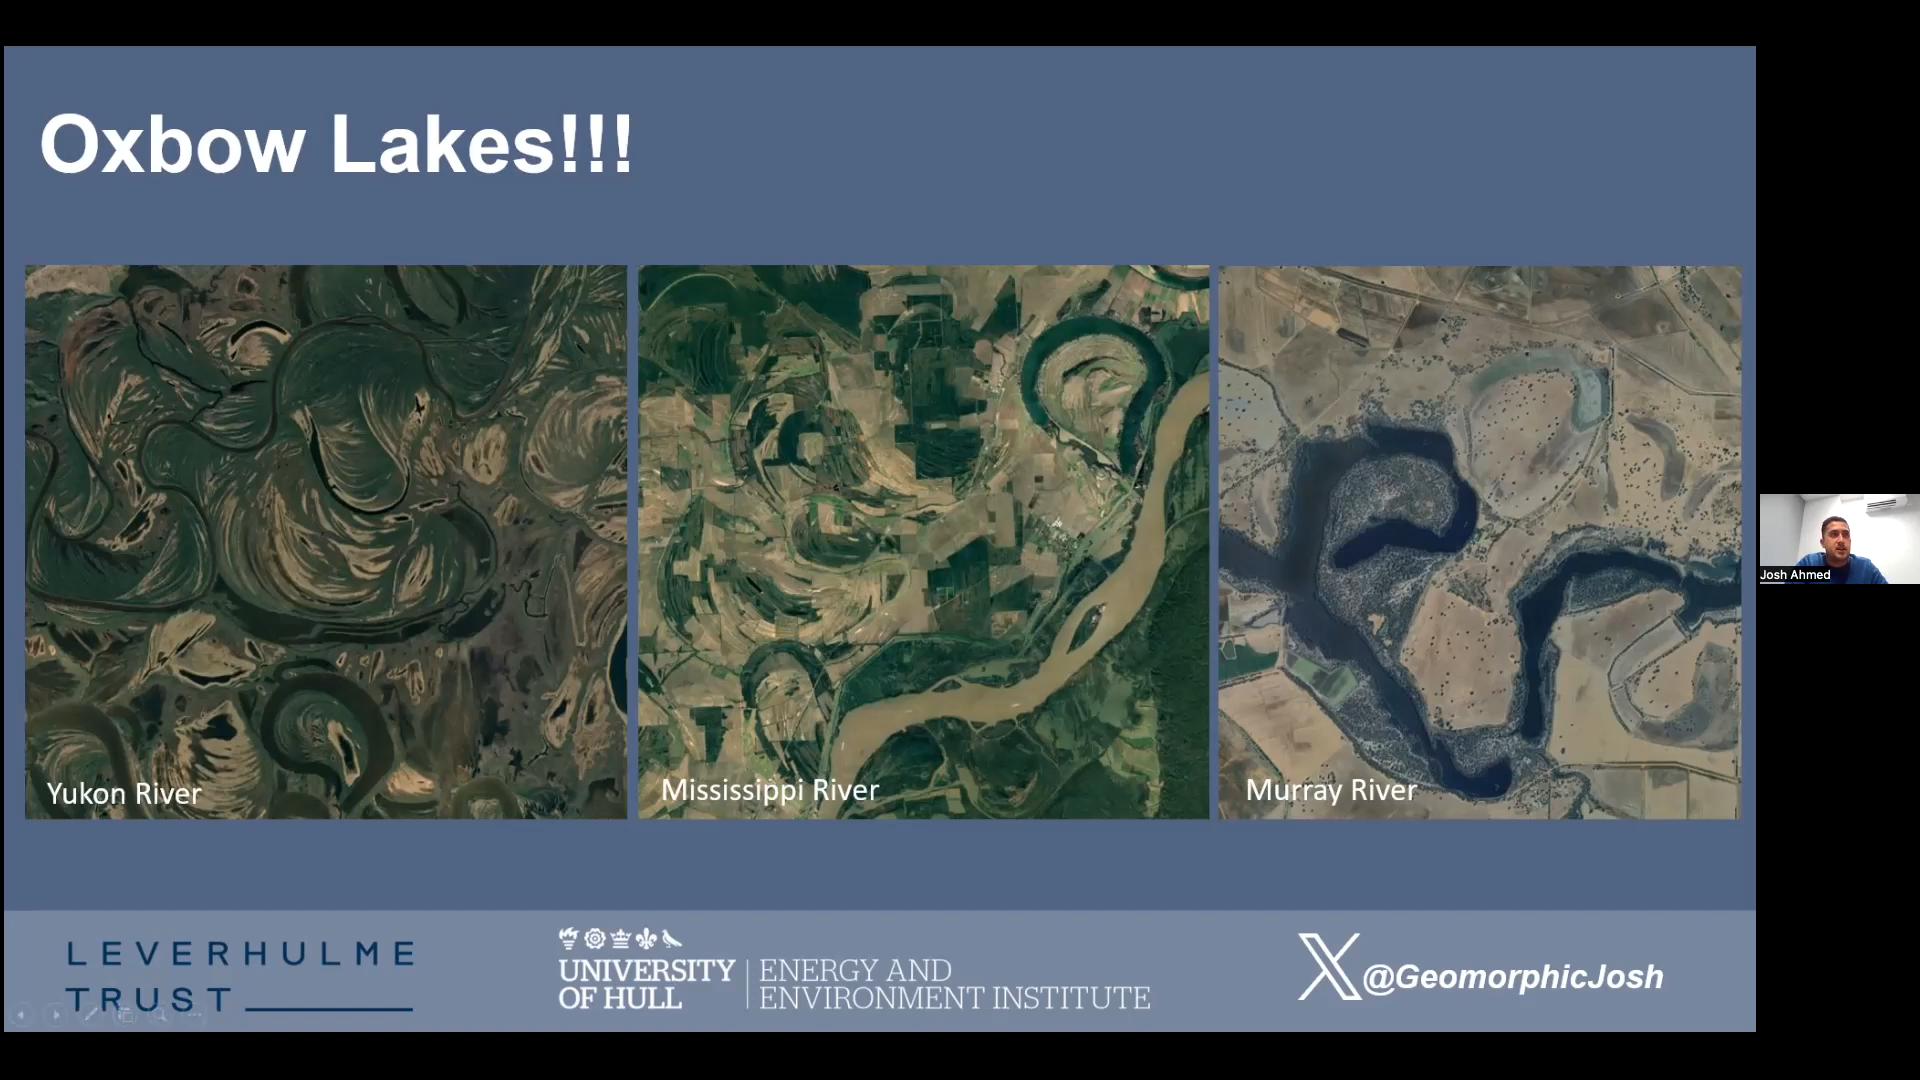 Oxbow Lakes!!!
Yukon River
Mississippi River
Murray River
Josh Ahmed
LEVERHULME
TRUST
UNIVERSITY
OF HULL
ENERGY AND
ENVIRONMENT INSTITUTE
@GeomorphicJosh